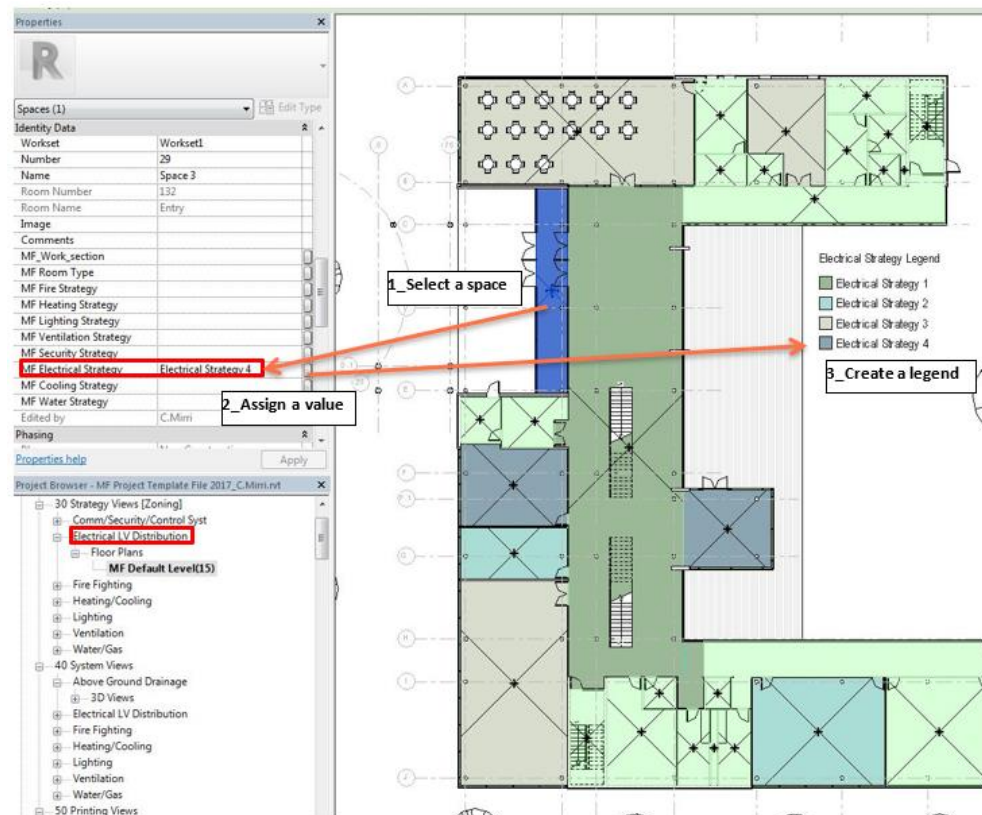 Properties
R
Spaces (1)
Edit Type
Identity Data
Workset Workset1
Number 29
Name Space 3
Room Number 132
Room Name Entry
Image
Comments
MF_Work_section
MF Room Type
MF Fire Strategy
MF Heating Strategy
MF Lighting Strategy
MF Ventilation Strategy
MF Security Strategy
MF Electrical Strategy Electrical Strategy 4
MF Cooling Strategy
MF Water Strategy
Edited by C.Mirri
Phasing
Properties help
Apply
Project Browser - MF Project Template File 2017_C.Mirri.rvt
30 Strategy Views [Zoning]
Comm/Security/Control Syst
Electrical LV Distribution
Floor Plans
MF Default Level(15)
Fire Fighting
Heating/Cooling
Lighting
Ventilation
Water/Gas
40 System Views
Above Ground Drainage
3D Views
Electrical LV Distribution
Fire Fighting
Heating/Cooling
Lighting
Ventilation
Water/Gas
50 Printing Views
1_Select a space
2_Assign a value
3_Create a legend
Electrical Strategy Legend
Electrical Strategy 1
Electrical Strategy 2
Electrical Strategy 3
Electrical Strategy 4
A
C
E
F
G
H
J